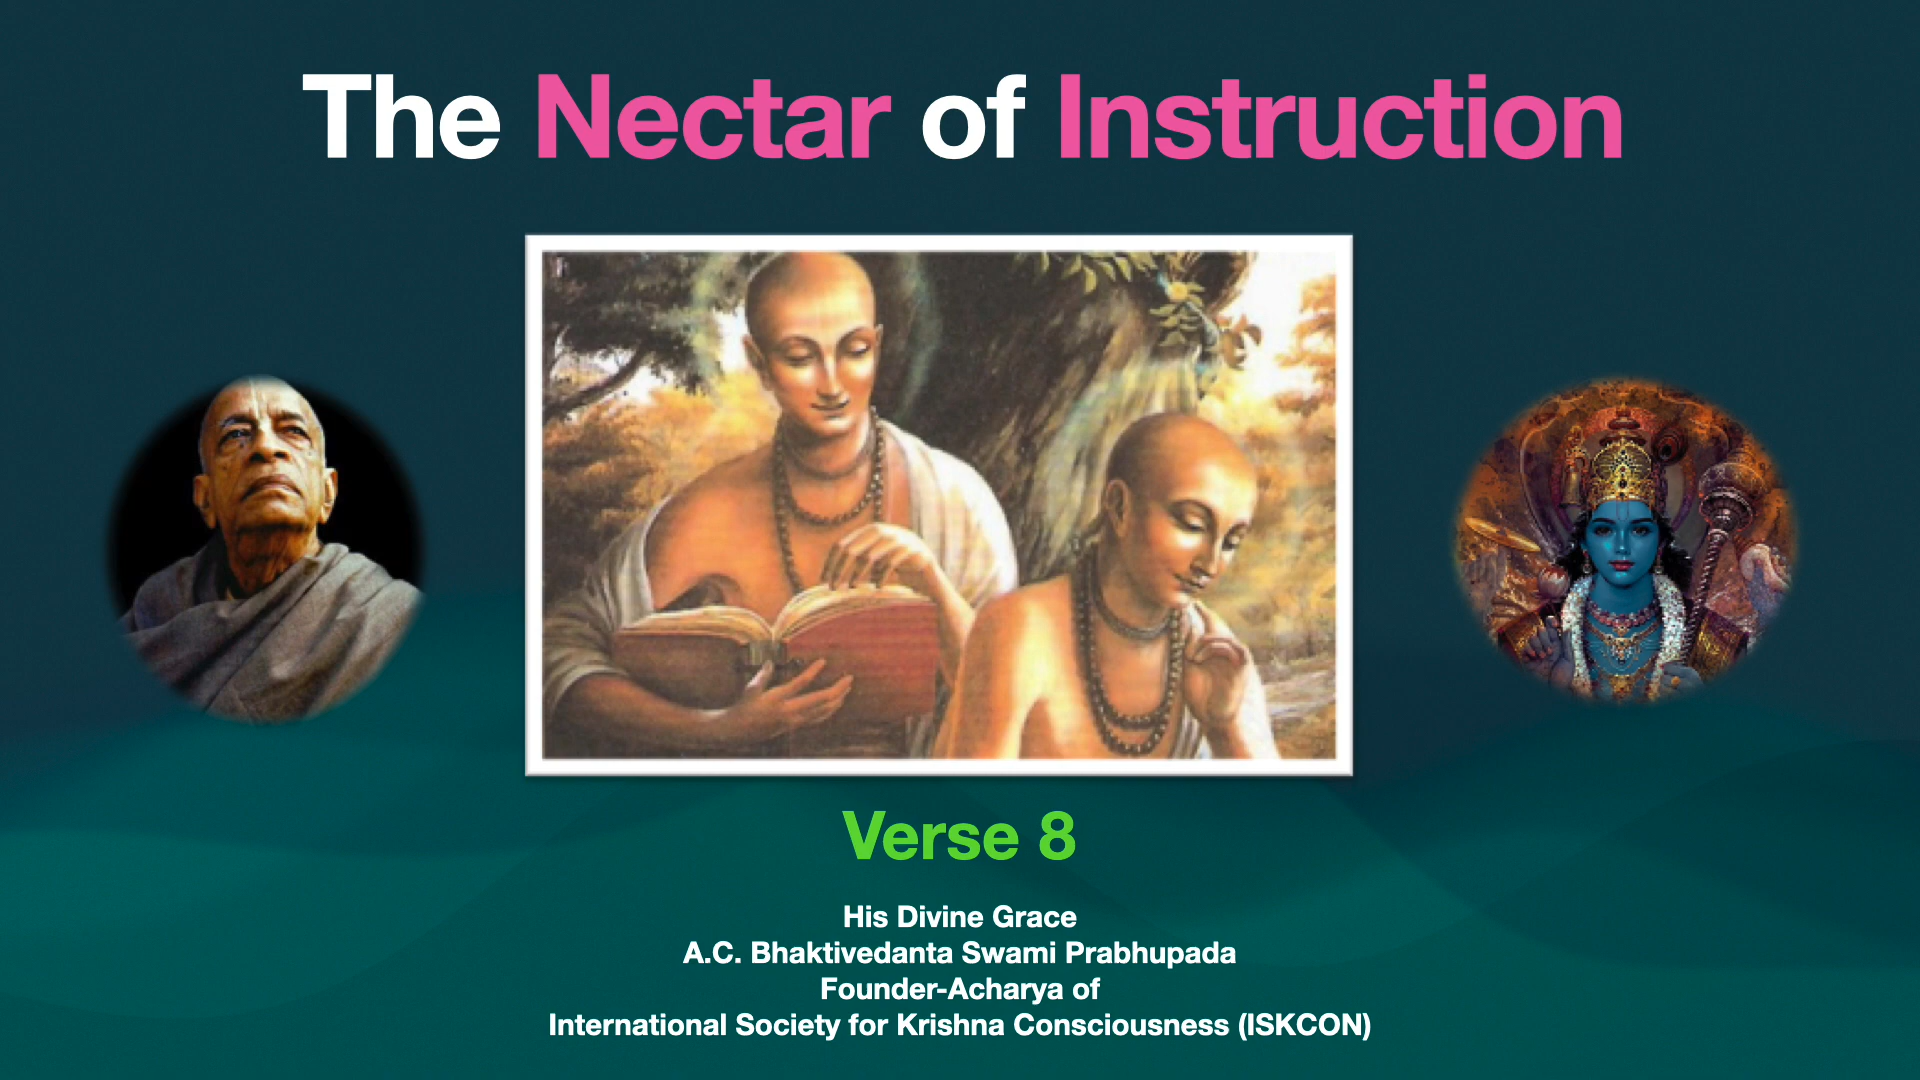 The Nectar of Instruction
Verse 8
His Divine Grace
A.C. Bhaktivedanta Swami Prabhupada
Founder-Acharya of
International Society for Krishna Consciousness (ISKCON)